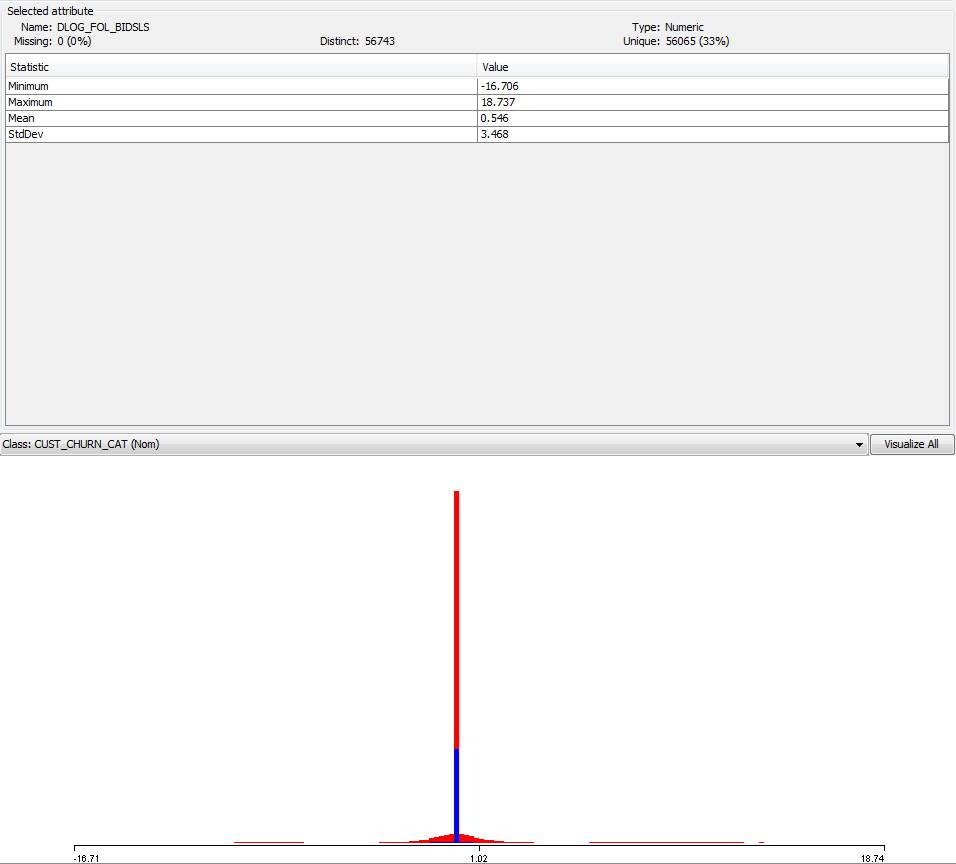 Selected attribute
Name: DLOG_FOL_BIDSLS Type: Numeric
Missing: 0 (0%) Distinct: 56743 Unique: 56065 (33%)
Statistic Value
Minimum -16.706
Maximum 18.737
Mean 0.546
StdDev 3.468
Class: CUST_CHURN_CAT (Nom) Visualize All
-16.71 1.02 18.74